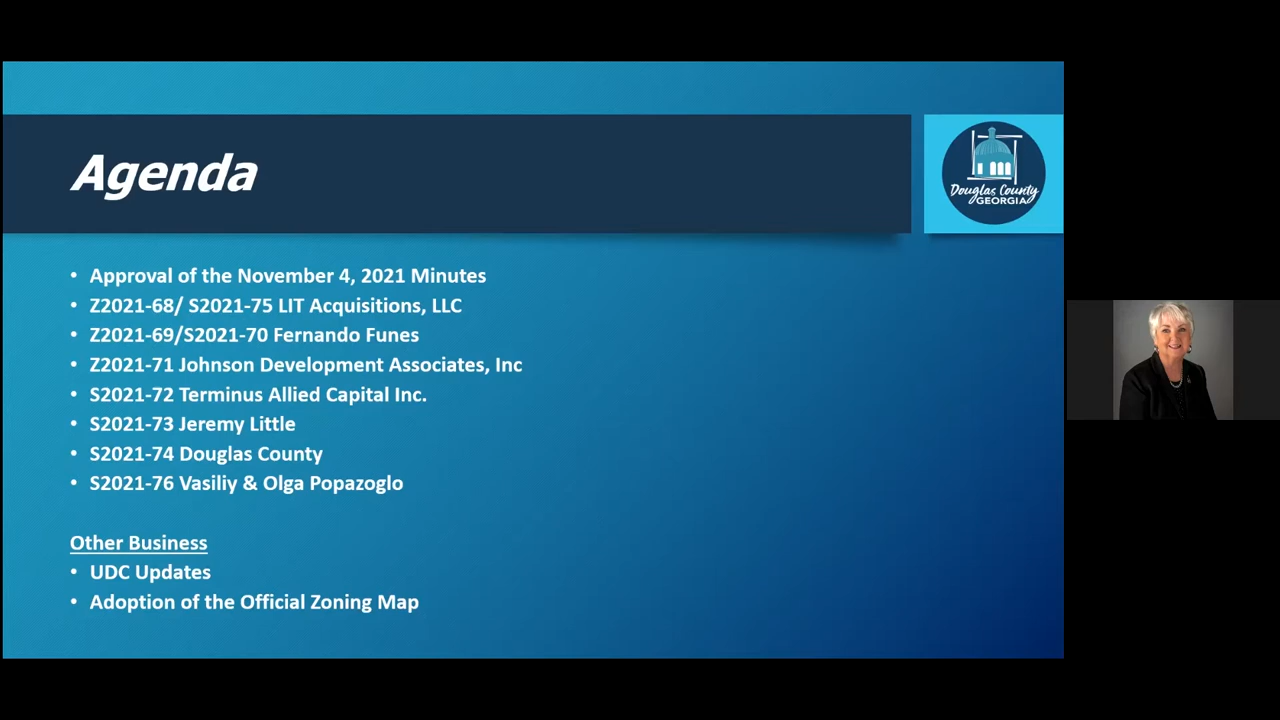 Agenda
Douglas County
GEORGIA
• Approval of the November 4, 2021 Minutes
• Z2021-68/ S2021-75 LIT Acquisitions, LLC
• Z2021-69/S2021-70 Fernando Funes
• Z2021-71 Johnson Development Associates, Inc
• S2021-72 Terminus Allied Capital Inc.
• S2021-73 Jeremy Little
• S2021-74 Douglas County
• S2021-76 Vasiliy & Olga Popazoglo
Other Business
• UDC Updates
• Adoption of the Official Zoning Map